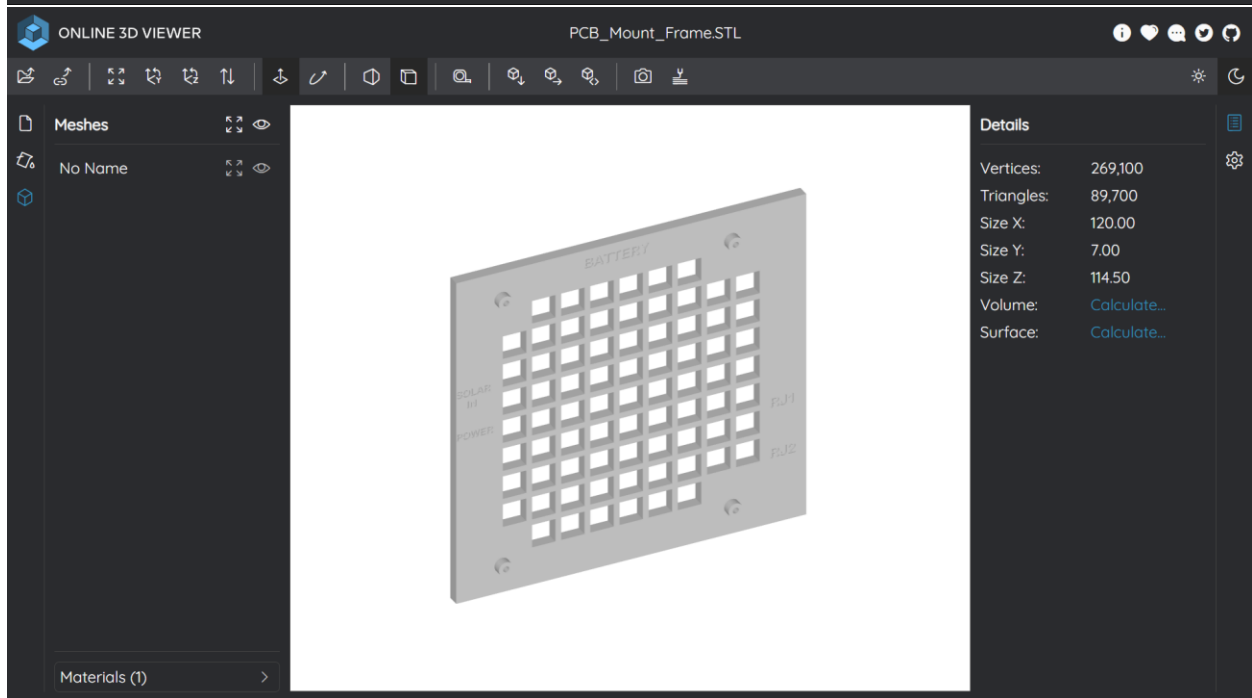 ONLINE 3D VIEWER
PCB_Mount_Frame.STL
Meshes
No Name
Materials (1)
BATTERY
SOLAR
IN
POWER
RJ1
RJ2
Details
Vertices: 269,100
Triangles: 89,700
Size X: 120.00
Size Y: 7.00
Size Z: 114.50
Volume: Calculate...
Surface: Calculate...